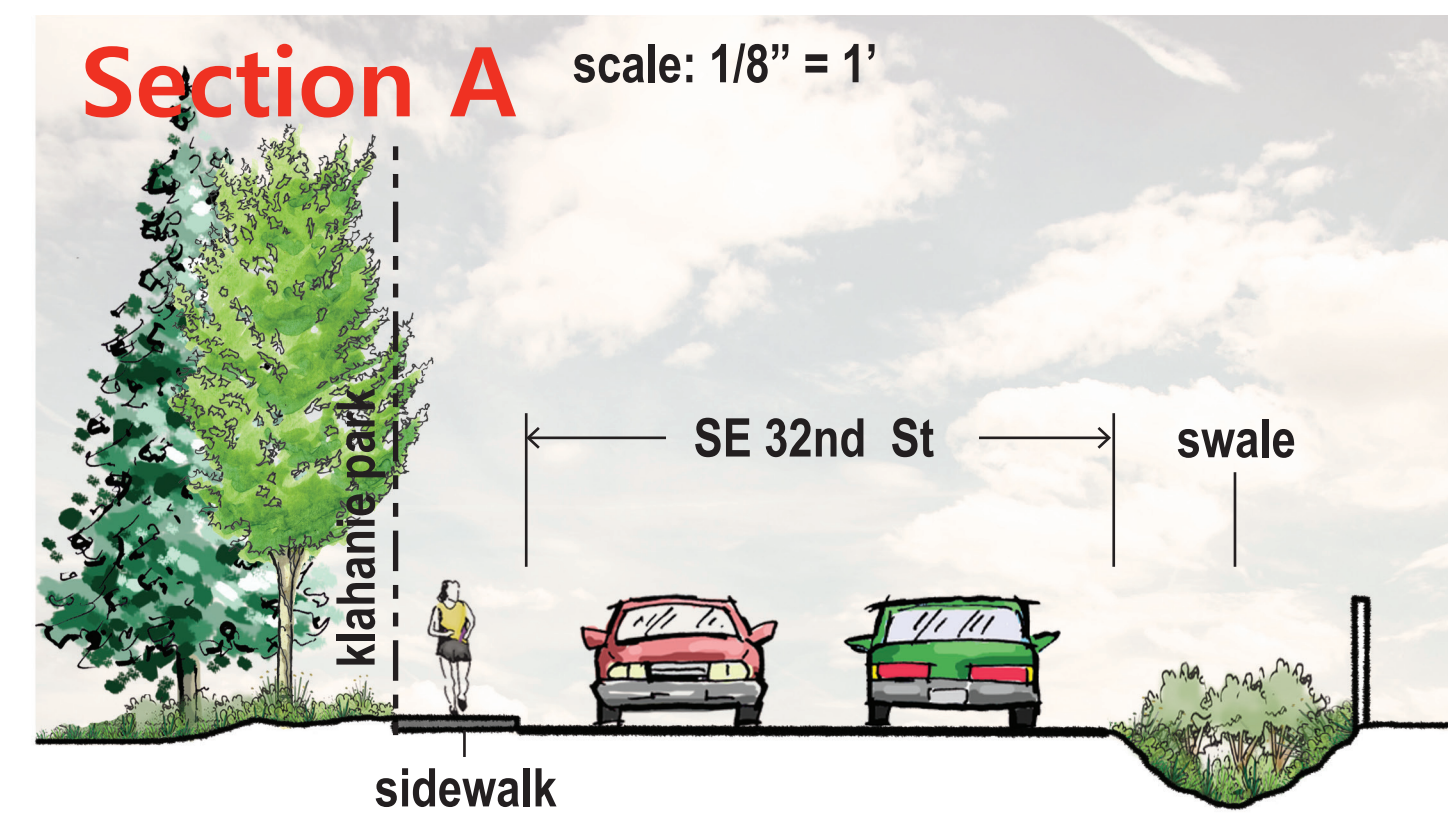 Section A
scale: 1/8” = 1’
klahanie park
SE 32nd St
swale
sidewalk